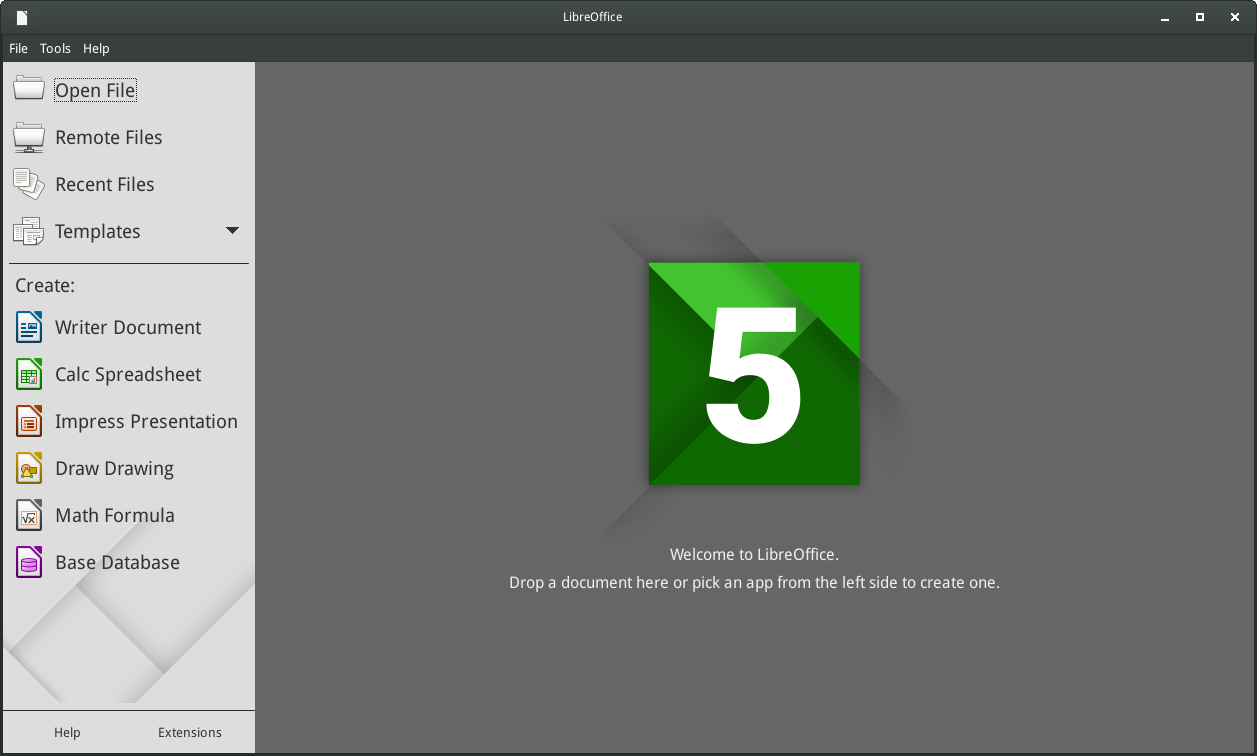 LibreOffice
File Tools Help
Open File
Remote Files
Recent Files
Templates
Create:
Writer Document
Calc Spreadsheet
Impress Presentation
Draw Drawing
Math Formula
Base Database
Help Extensions
5
Welcome to LibreOffice.
Drop a document here or pick an app from the left side to create one.